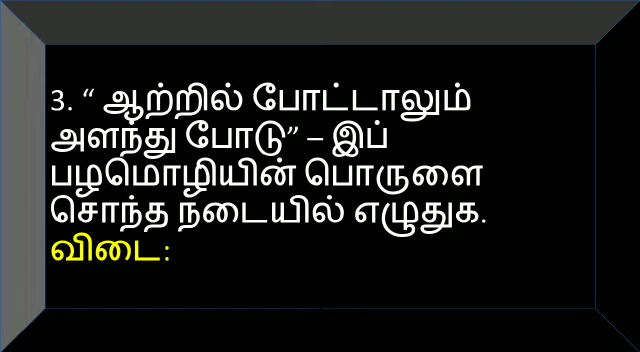 3. “ ஆற்றில் போட்டாலும்
அளந்து போடு” – இப்
பழமொழியின் பொருளை
சொந்த நடையில் எழுதுக.
விடை: